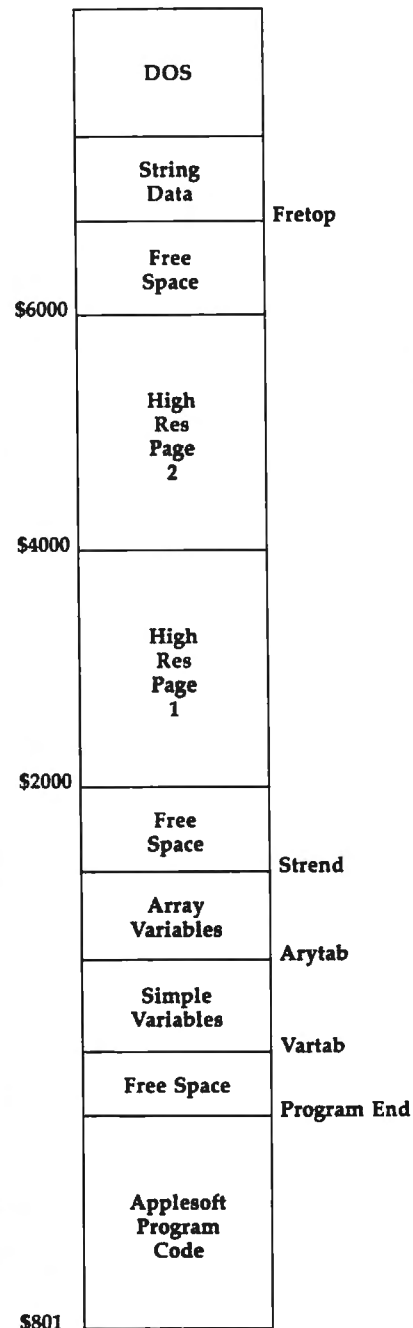 DOS
String
Data
Fretop
Free
Space
$6000
High
Res
Page
2
$4000
High
Res
Page
1
$2000
Free
Space
Strend
Array
Variables
Arytab
Simple
Variables
Vartab
Free Space
Program End
Applesoft
Program
Code
$801